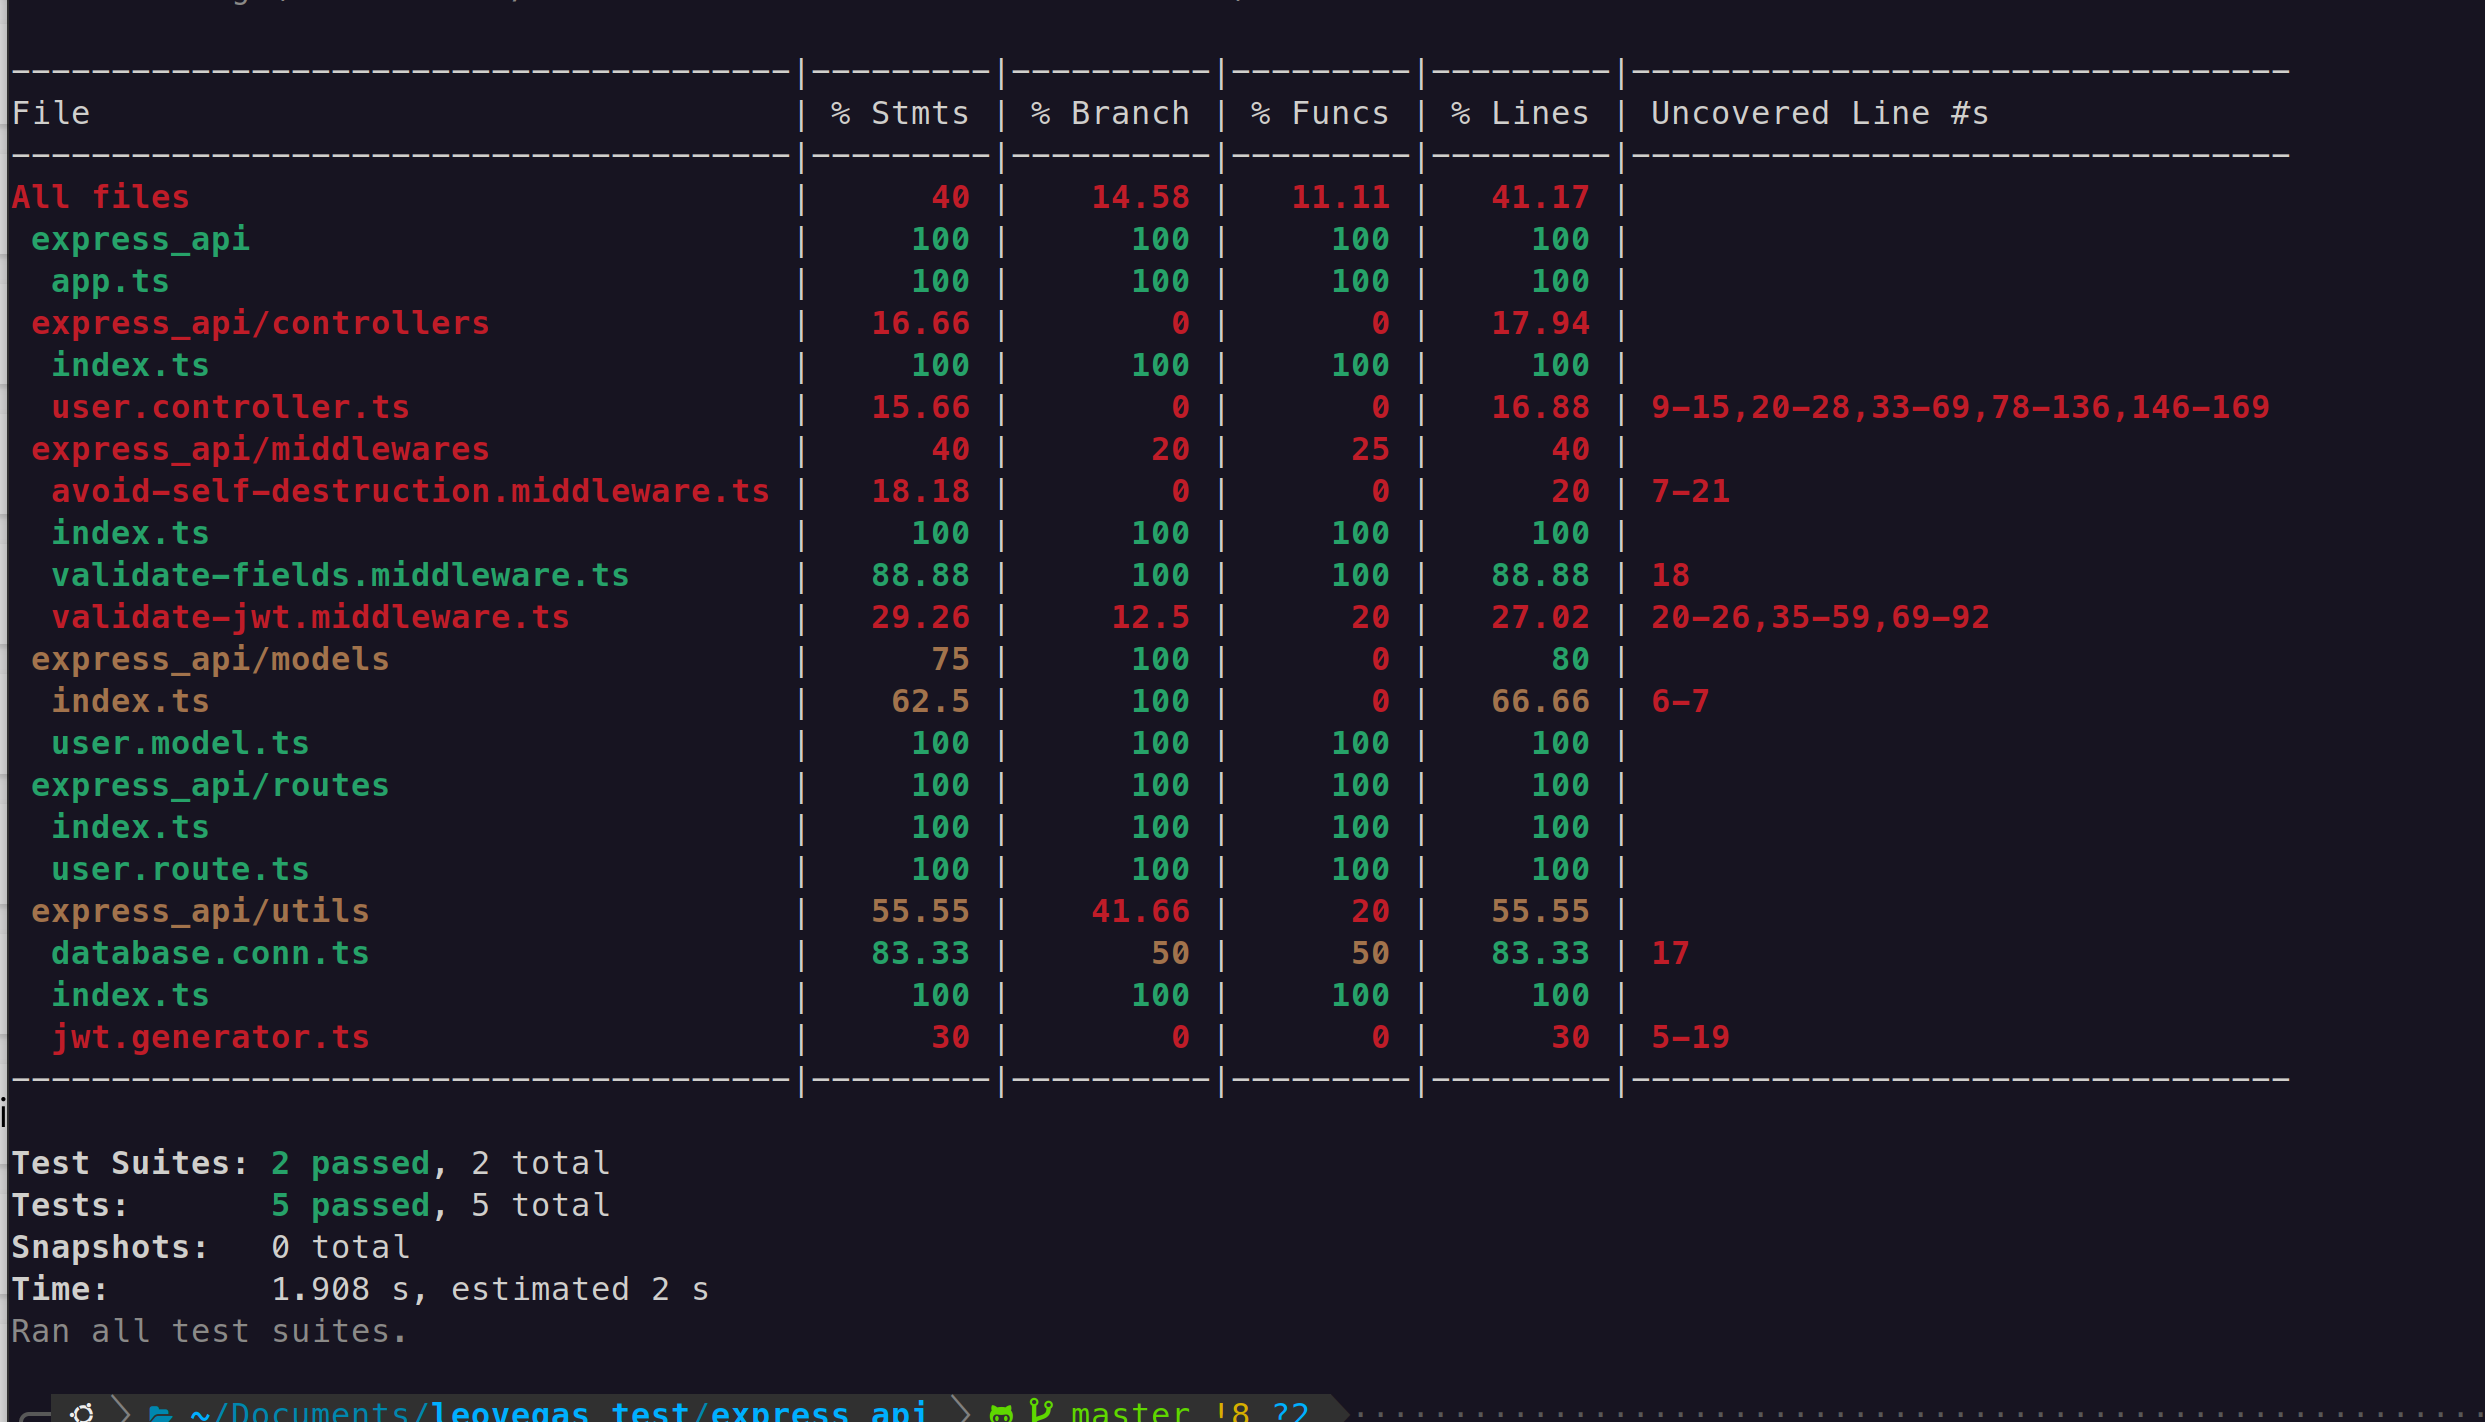 ---------------------------------------|---------|----------|---------|---------|---------------------------------
File                                   | % Stmts | % Branch | % Funcs | % Lines | Uncovered Line #s
---------------------------------------|---------|----------|---------|---------|---------------------------------
All files                              |      40 |    14.58 |   11.11 |   41.17 |
 express_api                           |     100 |      100 |     100 |     100 |
  app.ts                               |     100 |      100 |     100 |     100 |
 express_api/controllers               |   16.66 |        0 |       0 |   17.94 |
  index.ts                             |     100 |      100 |     100 |     100 |
  user.controller.ts                   |   15.66 |        0 |       0 |   16.88 | 9-15,20-28,33-69,78-136,146-169
 express_api/middlewares               |      40 |       20 |      25 |      40 |
  avoid-self-destruction.middleware.ts |   18.18 |        0 |       0 |      20 | 7-21
  index.ts                             |     100 |      100 |     100 |     100 |
  validate-fields.middleware.ts        |   88.88 |      100 |     100 |   88.88 | 18
  validate-jwt.middleware.ts           |   29.26 |     12.5 |      20 |   27.02 | 20-26,35-59,69-92
 express_api/models                    |      75 |      100 |       0 |      80 |
  index.ts                             |    62.5 |      100 |       0 |   66.66 | 6-7
  user.model.ts                        |     100 |      100 |     100 |     100 |
 express_api/routes                    |     100 |      100 |     100 |     100 |
  index.ts                             |     100 |      100 |     100 |     100 |
  user.route.ts                        |     100 |      100 |     100 |     100 |
 express_api/utils                     |   55.55 |    41.66 |      20 |   55.55 |
  database.conn.ts                     |   83.33 |       50 |      50 |   83.33 | 17
  index.ts                             |     100 |      100 |     100 |     100 |
  jwt.generator.ts                     |      30 |        0 |       0 |      30 | 5-19
---------------------------------------|---------|----------|---------|---------|---------------------------------
Test Suites: 2 passed, 2 total
Tests:       5 passed, 5 total
Snapshots:   0 total
Time:        1.908 s, estimated 2 s
Ran all test suites.
~/Documents/leovegas_test/express_api master !8 ?2